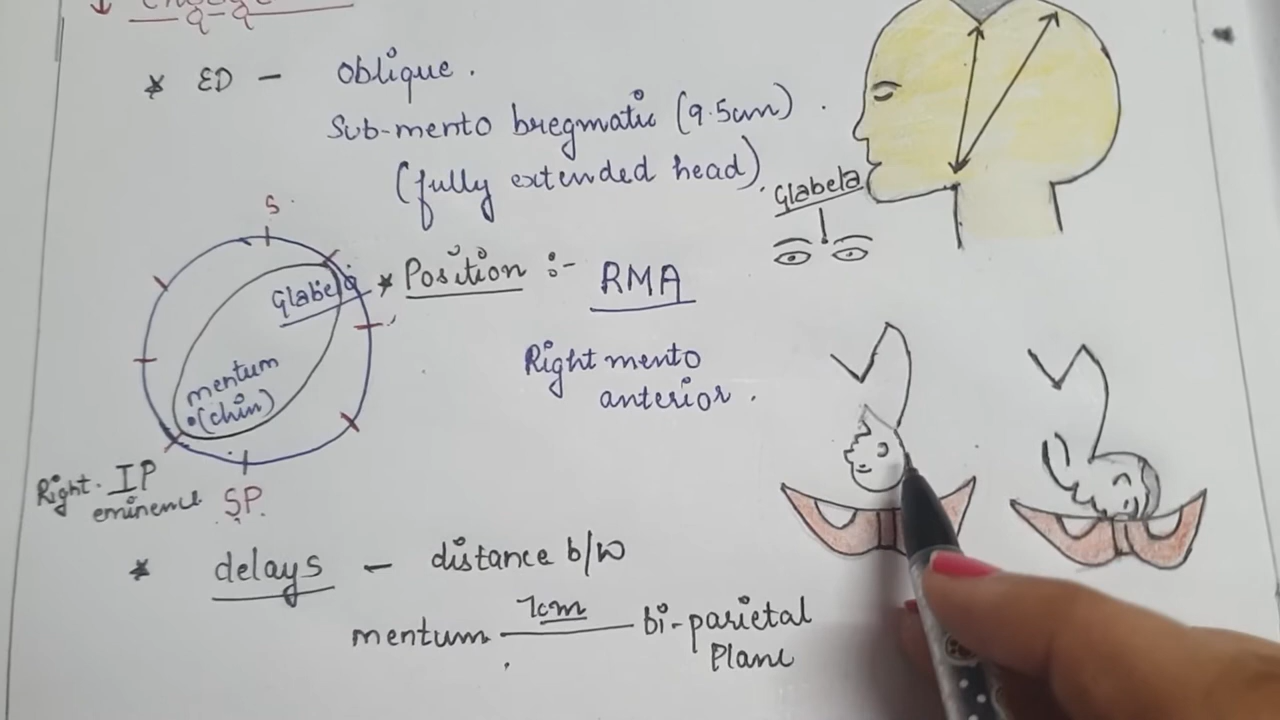 * ED - Oblique.
Sub-mento bregmatic (9.5cm).
(fully extended head).
Glabela
S
* Position :- RMA
Glabela
Right mento
anterior.
mentum
(chin)
Right. IP
eminence
SP
* delays - distance b/w
mentum 7cm bi-parietal
Plane